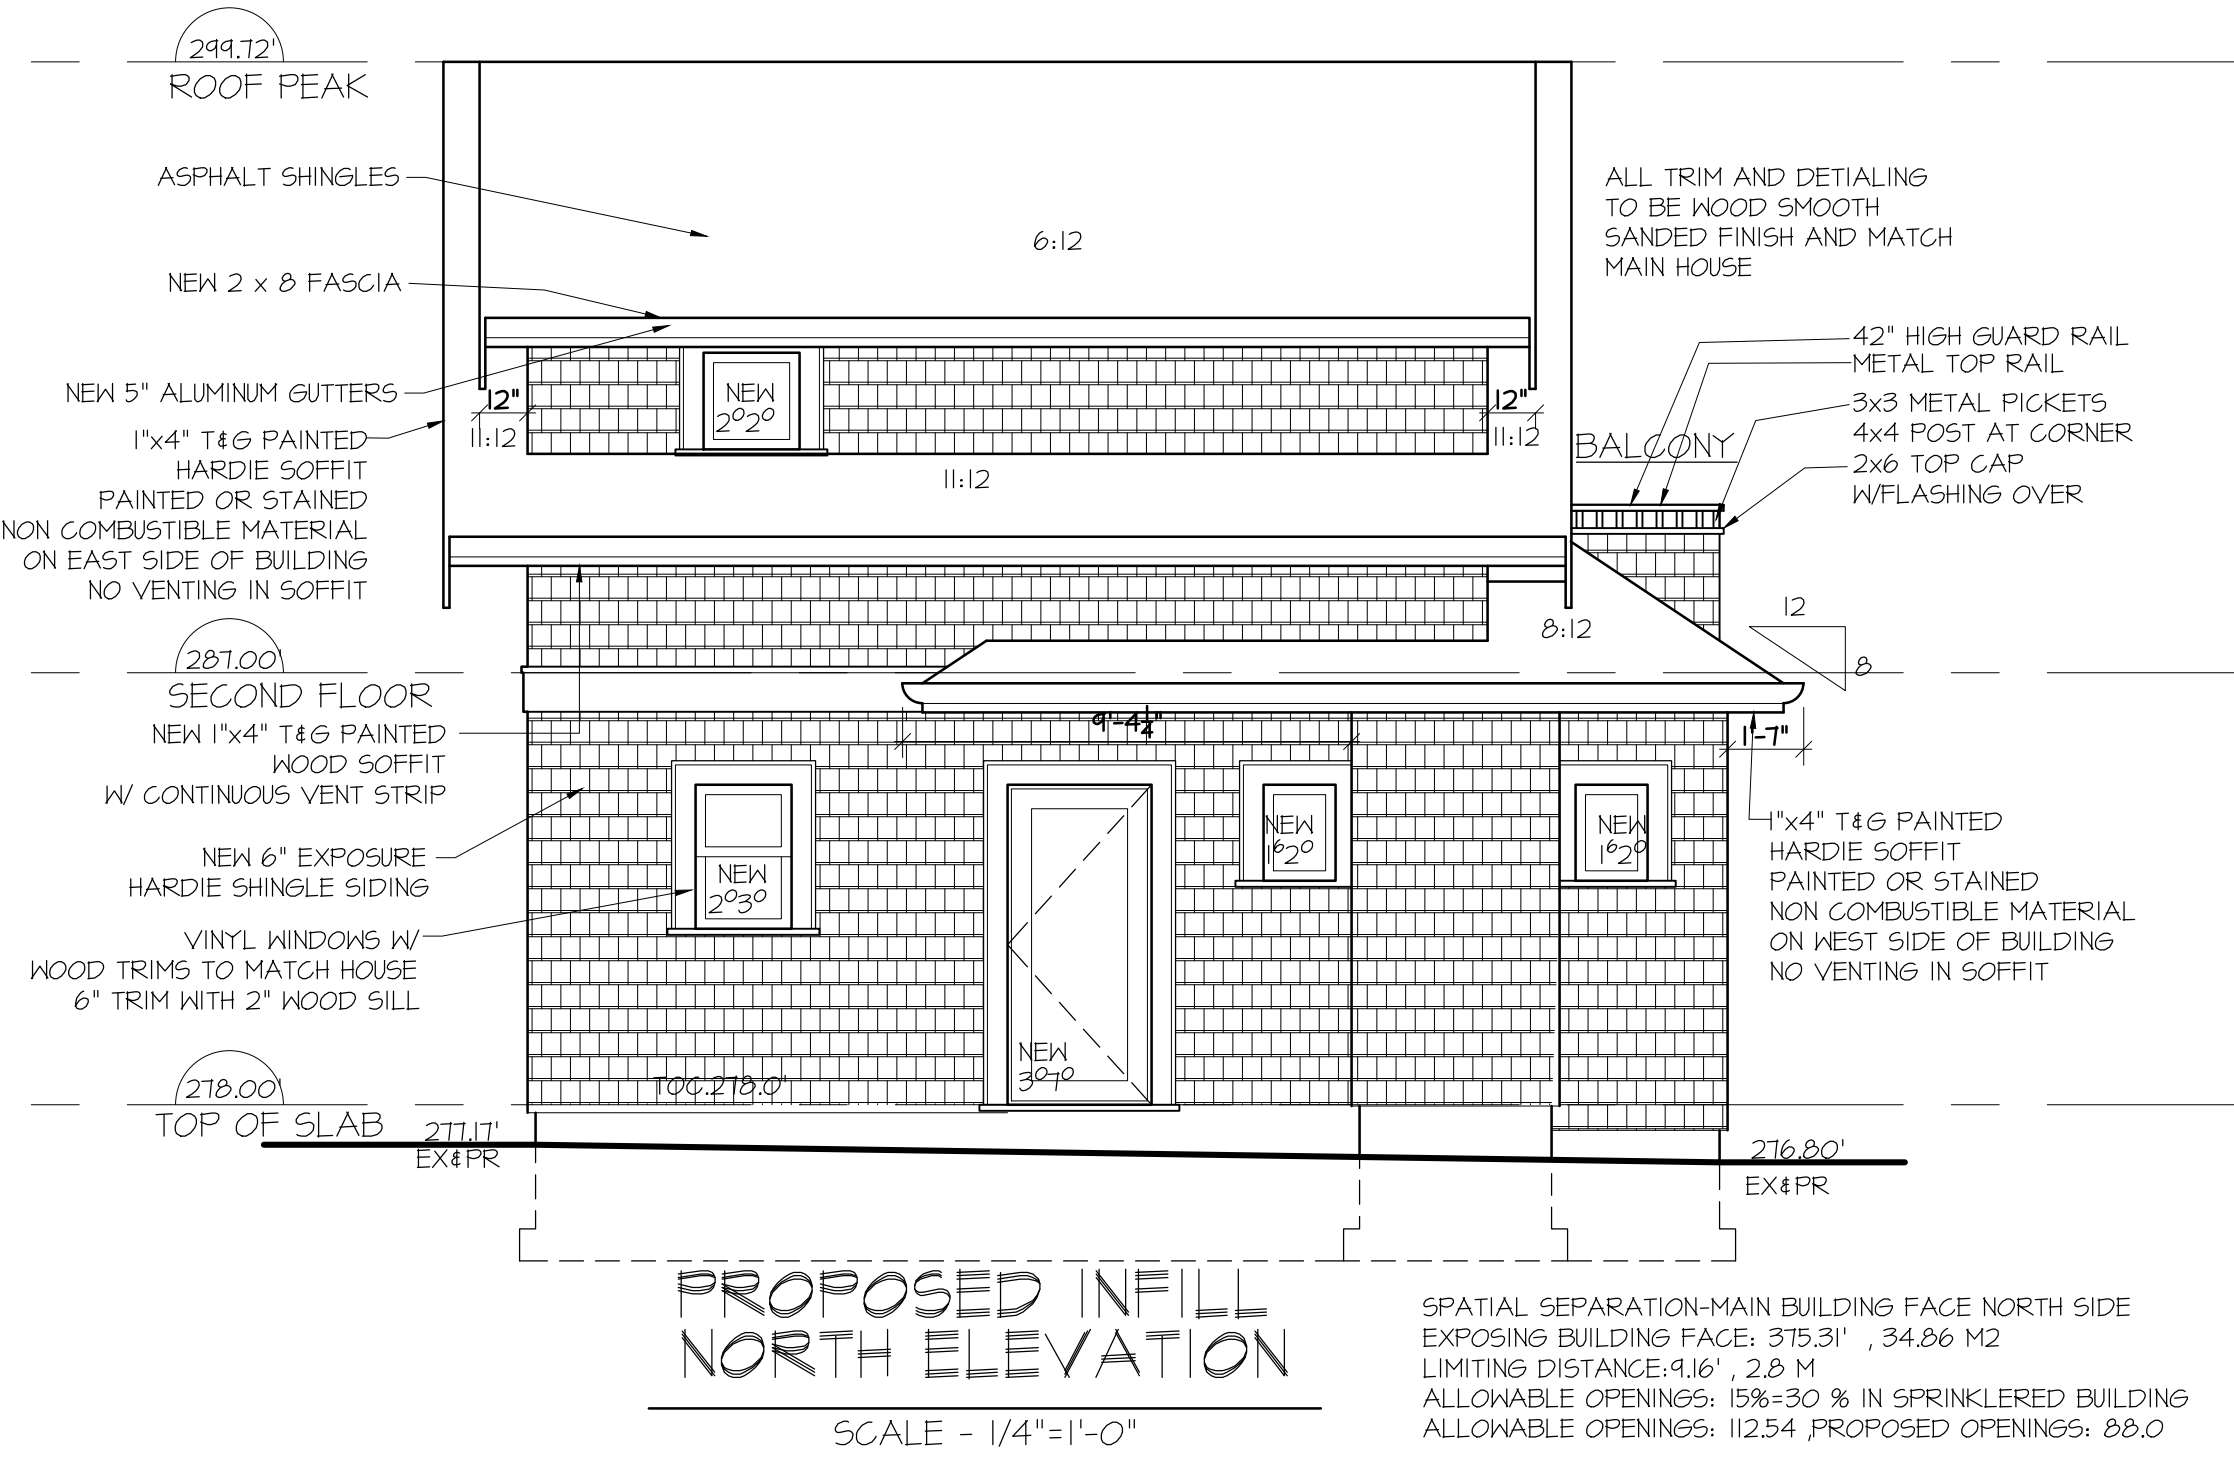 299.72'
ROOF PEAK
ASPHALT SHINGLES
6:12
ALL TRIM AND DETIALING
TO BE WOOD SMOOTH
SANDED FINISH AND MATCH
MAIN HOUSE
NEW 2 x 8 FASCIA
42" HIGH GUARD RAIL
METAL TOP RAIL
3x3 METAL PICKETS
4x4 POST AT CORNER
2x6 TOP CAP
W/FLASHING OVER
BALCONY
NEW 5" ALUMINUM GUTTERS
12"
11:12
NEW
2⁰2⁰
12"
11:12
11:12
1"x4" T&G PAINTED
HARDIE SOFFIT
PAINTED OR STAINED
NON COMBUSTIBLE MATERIAL
ON EAST SIDE OF BUILDING
NO VENTING IN SOFFIT
8:12
12
8
287.00'
SECOND FLOOR
NEW 1"x4" T&G PAINTED
WOOD SOFFIT
W/ CONTINUOUS VENT STRIP
9'-4¼"
1'-7"
NEW 6" EXPOSURE
HARDIE SHINGLE SIDING
VINYL WINDOWS W/
WOOD TRIMS TO MATCH HOUSE
6" TRIM WITH 2" WOOD SILL
NEW
2⁰3⁰
NEW
1⁶2⁰
NEW
1⁶2⁰
1"x4" T&G PAINTED
HARDIE SOFFIT
PAINTED OR STAINED
NON COMBUSTIBLE MATERIAL
ON WEST SIDE OF BUILDING
NO VENTING IN SOFFIT
NEW
3⁰7⁰
TOC.278.0'
278.00'
TOP OF SLAB
277.17'
EX&PR
276.80'
EX&PR
PROPOSED INFILL
NORTH ELEVATION
SCALE - 1/4"=1'-0"
SPATIAL SEPARATION-MAIN BUILDING FACE NORTH SIDE
EXPOSING BUILDING FACE: 375.31' , 34.86 M2
LIMITING DISTANCE:9.16' , 2.8 M
ALLOWABLE OPENINGS: 15%=30 % IN SPRINKLERED BUILDING
ALLOWABLE OPENINGS: 112.54 ,PROPOSED OPENINGS: 88.0